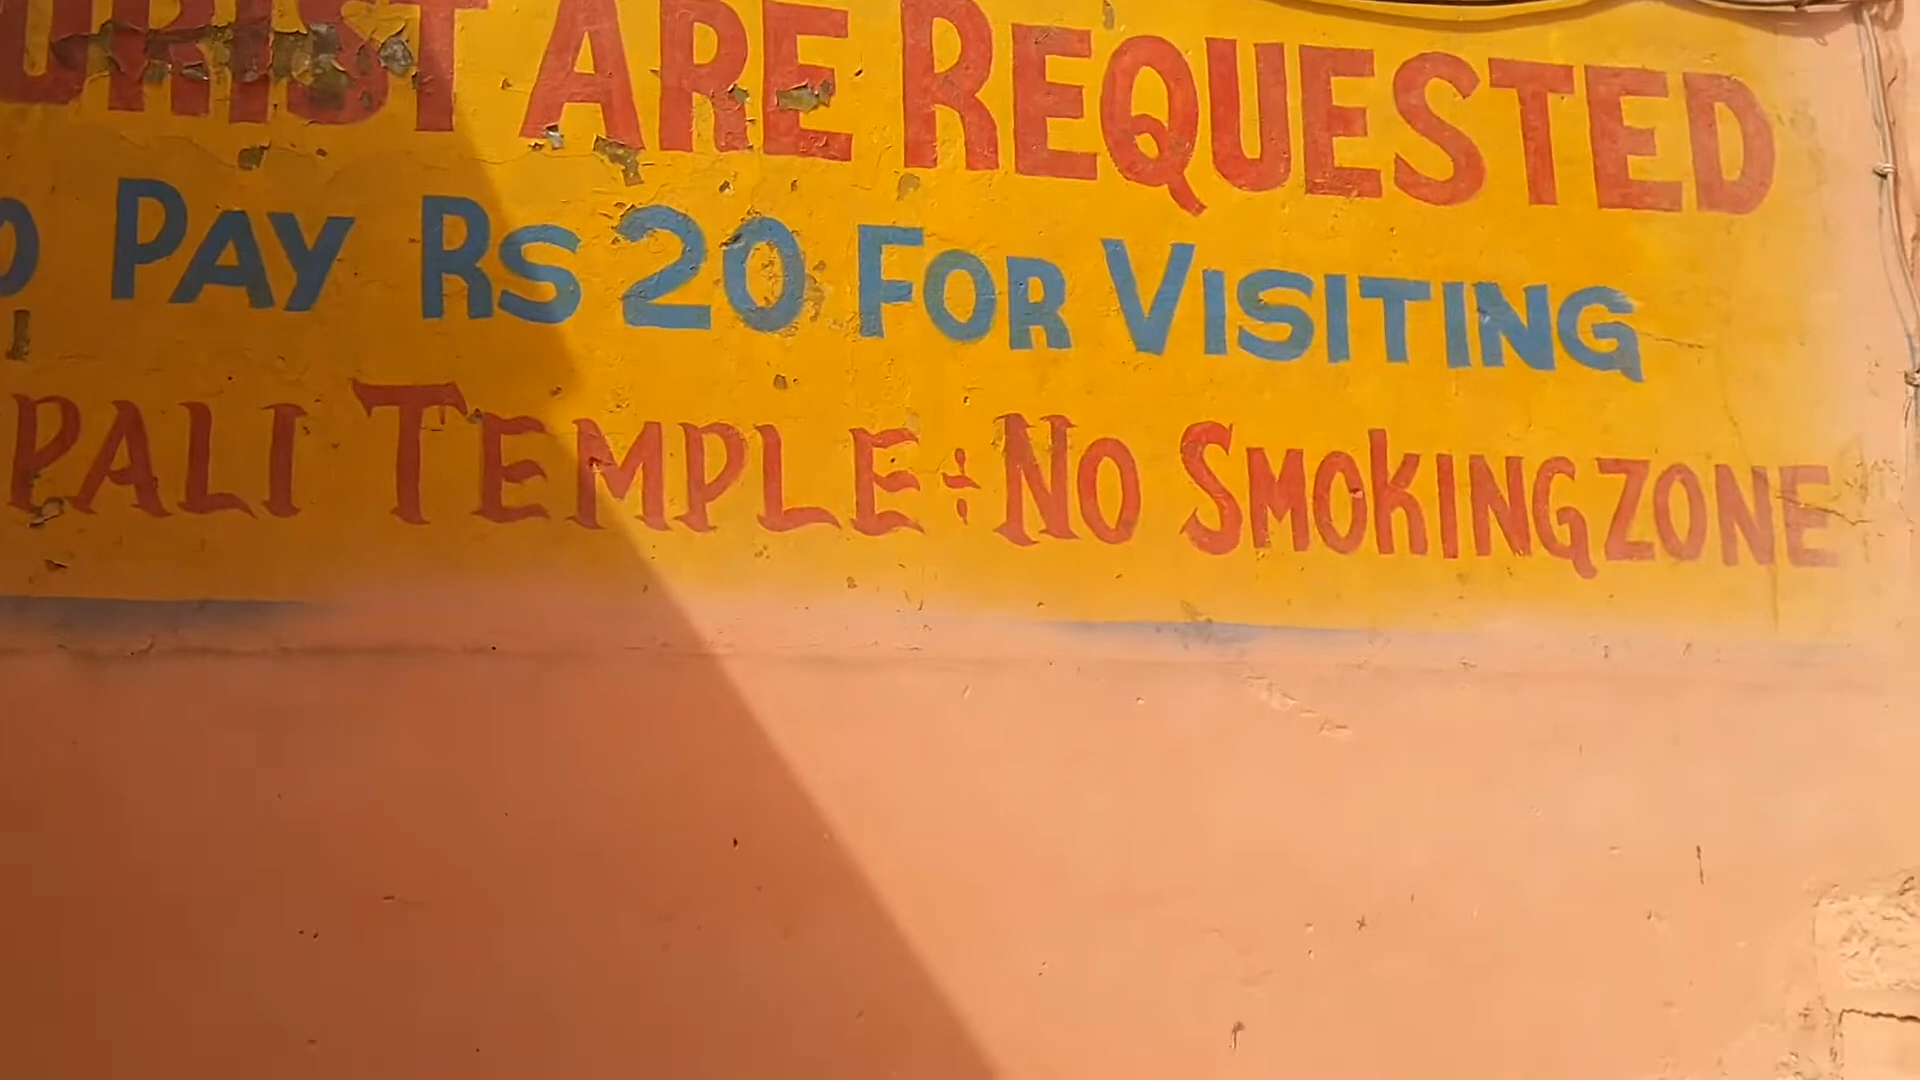 URIST ARE REQUESTED
O PAY RS 20 FOR VISITING
PALI TEMPLE : NO SMOKING ZONE